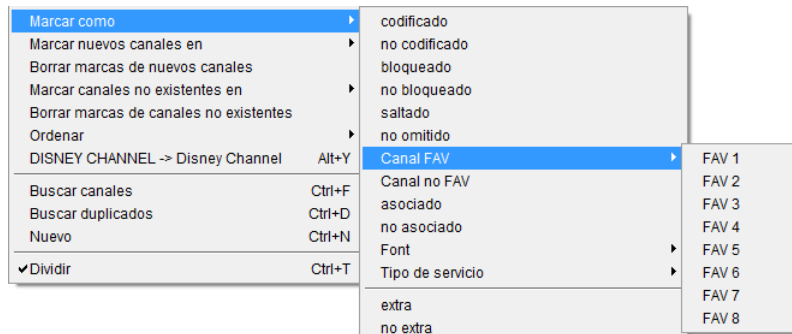 Marcar como
Marcar nuevos canales en
Borrar marcas de nuevos canales
Marcar canales no existentes en
Borrar marcas de canales no existentes
Ordenar
DISNEY CHANNEL -> Disney Channel Alt+Y
Buscar canales Ctrl+F
Buscar duplicados Ctrl+D
Nuevo Ctrl+N
Dividir Ctrl+T
codificado
no codificado
bloqueado
no bloqueado
saltado
no omitido
Canal FAV
Canal no FAV
asociado
no asociado
Font
Tipo de servicio
extra
no extra
FAV 1
FAV 2
FAV 3
FAV 4
FAV 5
FAV 6
FAV 7
FAV 8